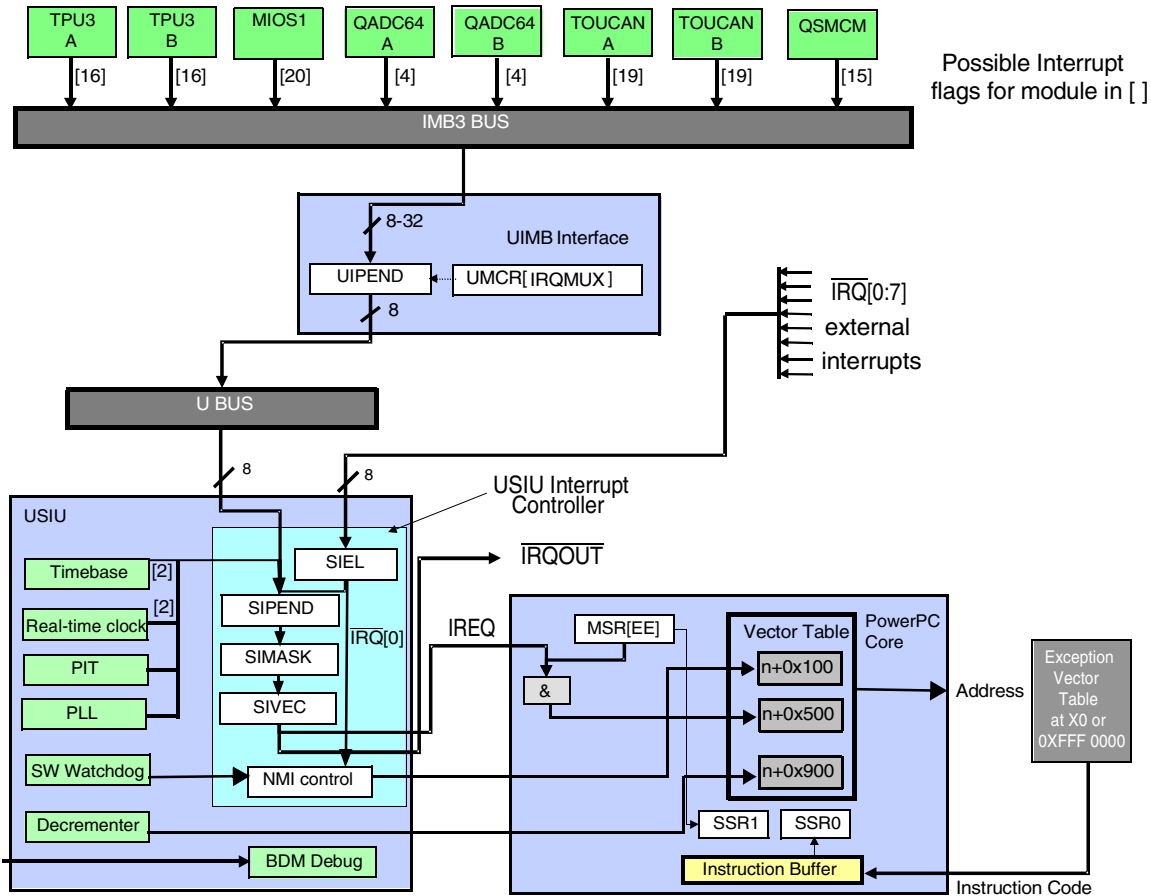 TPU3
A
TPU3
B
MIOS1
QADC64
A
QADC64
B
TOUCAN
A
TOUCAN
B
QSMCM
[16]
[16]
[20]
[4]
[4]
[19]
[19]
[15]
Possible Interrupt
flags for module in [ ]
IMB3 BUS
8-32
UIMB Interface
UIPEND
UMCR[IRQMUX]
8
IRQ[0:7]
external
interrupts
U BUS
8
8
USIU Interrupt
Controller
USIU
IRQOUT
SIEL
Timebase
[2]
[2]
Real-time clock
SIPEND
IRQ[0]
IREQ
SIMASK
PIT
SIVEC
PLL
SW Watchdog
NMI control
Decrementer
BDM Debug
MSR[EE]
&
Vector Table
PowerPC
Core
n+0x100
n+0x500
n+0x900
Address
Exception
Vector
Table
at X0 or
0XFFF 0000
SSR1
SSR0
Instruction Buffer
Instruction Code